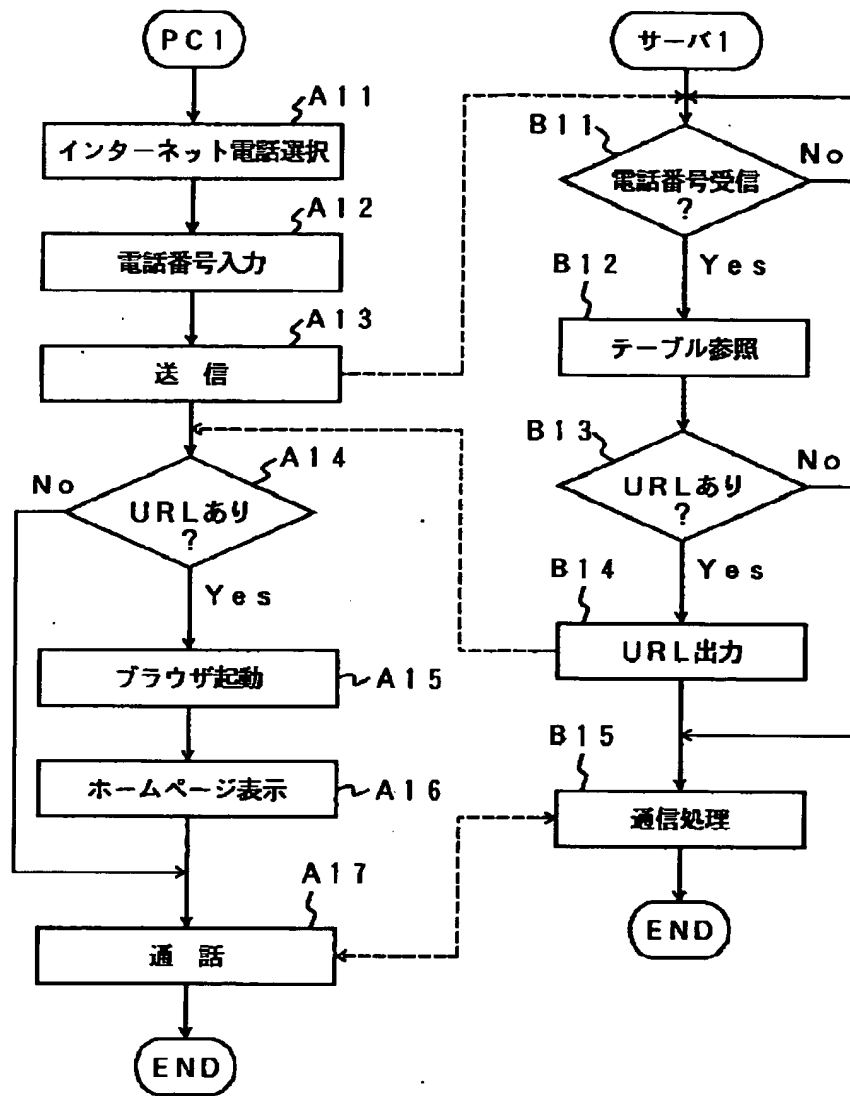 PC1
A11
インターネット電話選択
A12
電話番号入力
A13
送 信
A14
No
URLあり
?
Yes
ブラウザ起動
A15
ホームページ表示
A16
A17
通 話
END
サーバ1
B11
No
電話番号受信
?
Yes
B12
テーブル参照
B13
No
URLあり
?
Yes
B14
URL出力
B15
通信処理
END